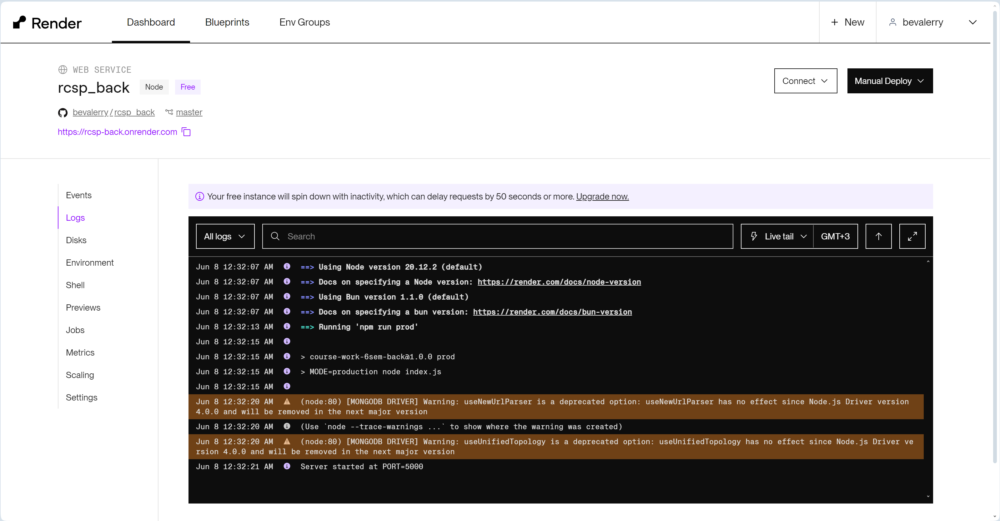 Render
Dashboard
Blueprints
Env Groups
+ New
bevalerry
WEB SERVICE
rcsp_back
Node
Free
Connect
Manual Deploy
bevalerry/rcsp_back
master
https://rcsp-back.onrender.com
Events
Logs
Disks
Environment
Shell
Previews
Jobs
Metrics
Scaling
Settings
Your free instance will spin down with inactivity, which can delay requests by 50 seconds or more. Upgrade now.
All logs
Search
Live tail
GMT+3
Jun 8 12:32:07 AM ==> Using Node version 20.12.2 (default)
Jun 8 12:32:07 AM ==> Docs on specifying a Node version: https://render.com/docs/node-version
Jun 8 12:32:07 AM ==> Using Bun version 1.1.0 (default)
Jun 8 12:32:07 AM ==> Docs on specifying a bun version: https://render.com/docs/bun-version
Jun 8 12:32:13 AM ==> Running 'npm run prod'
Jun 8 12:32:15 AM
Jun 8 12:32:15 AM > course-work-6sem-back@1.0.0 prod
Jun 8 12:32:15 AM > MODE=production node index.js
Jun 8 12:32:15 AM
Jun 8 12:32:20 AM (node:80) [MONGODB DRIVER] Warning: useNewUrlParser is a deprecated option: useNewUrlParser has no effect since Node.js Driver version
4.0.0 and will be removed in the next major version
Jun 8 12:32:20 AM (Use `node --trace-warnings ...` to show where the warning was created)
Jun 8 12:32:20 AM (node:80) [MONGODB DRIVER] Warning: useUnifiedTopology is a deprecated option: useUnifiedTopology has no effect since Node.js Driver ve
rsion 4.0.0 and will be removed in the next major version
Jun 8 12:32:21 AM Server started at PORT=5000